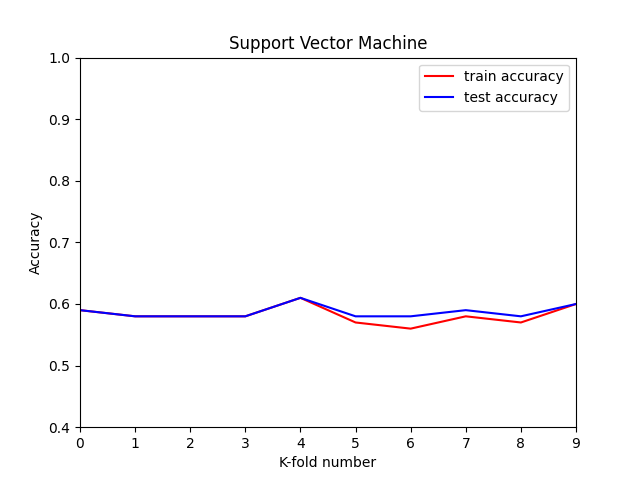 Support Vector Machine
1.0
0.9
0.8
0.7
0.6
0.5
0.4
Accuracy
train accuracy
test accuracy
0 1 2 3 4 5 6 7 8 9
K-fold number